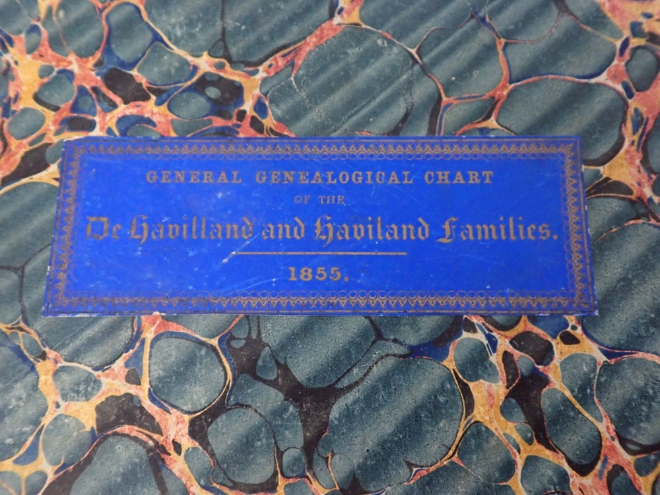 GENERAL GENEALOGICAL CHART
OF THE
De Havilland and Haviland Families.
1855.